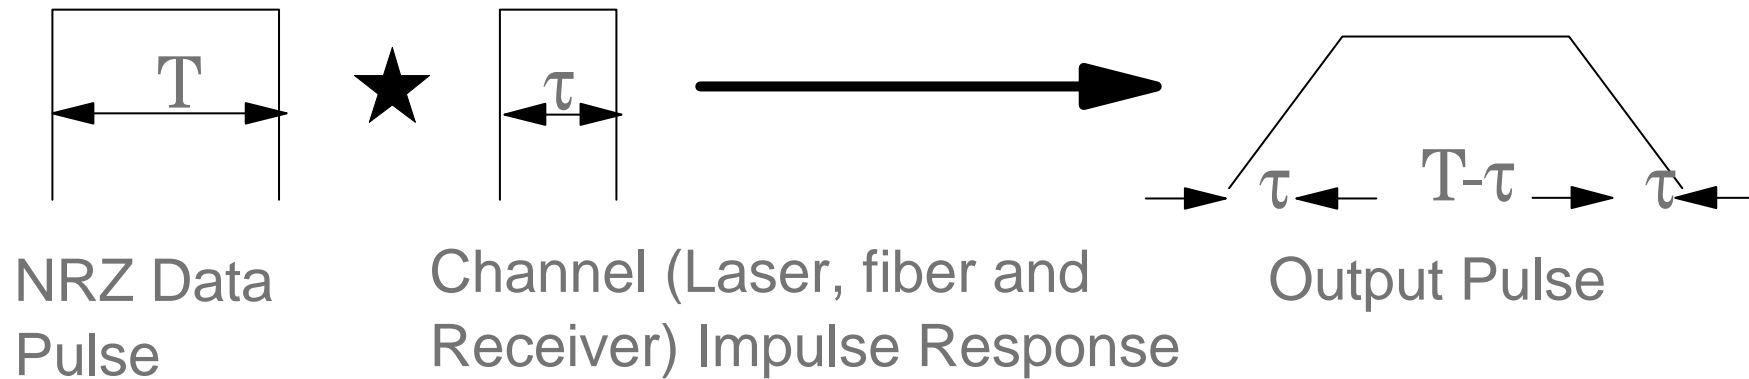 T
τ
τ T-τ τ
NRZ Data
Pulse
Channel (Laser, fiber and
Receiver) Impulse Response
Output Pulse